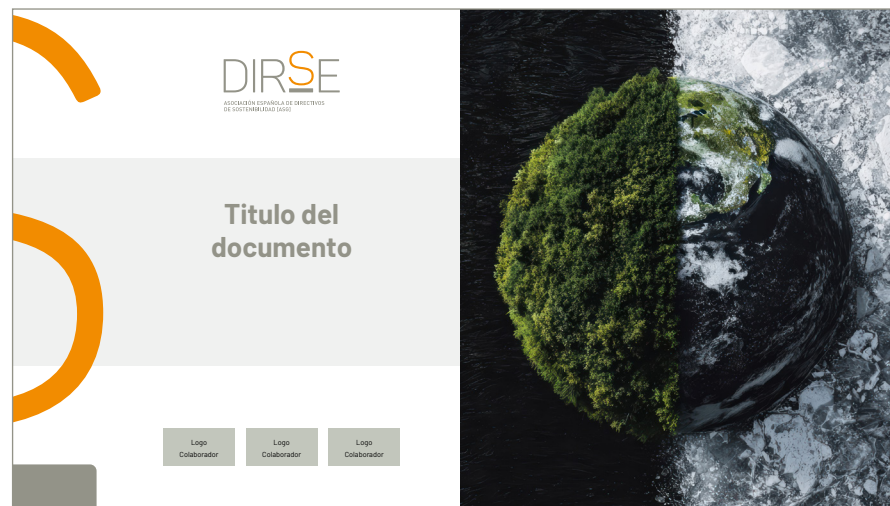 DIRSE
ASOCIACIÓN ESPAÑOLA DE DIRECTIVOS
DE SOSTENIBILIDAD (ASG)
Titulo del
documento
Logo
Colaborador
Logo
Colaborador
Logo
Colaborador